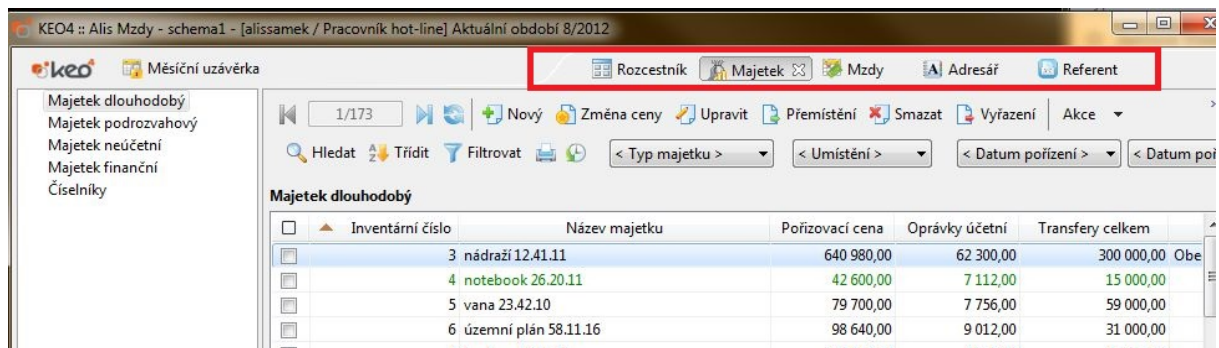 KEO4 :: Alis Mzdy - schema1 - [alissamek / Pracovník hot-line] Aktuální období 8/2012
keo4 Měsíční uzávěrka Rozcestník Majetek Mzdy Adresář Referent
Majetek dlouhodobý
Majetek podrozvahový
Majetek neúčetní
Majetek finanční
Číselníky
1/173 Nový Změna ceny Upravit Přemístění Smazat Vyřazení Akce
Hledat Třídit Filtrovat < Typ majetku > < Umístění > < Datum pořízení > < Datum poř
Majetek dlouhodobý
Inventární číslo Název majetku Pořizovací cena Oprávky účetní Transfery celkem
3 nádraží 12.41.11 640 980,00 62 300,00 300 000,00 Obe
4 notebook 26.20.11 42 600,00 7 112,00 15 000,00
5 vana 23.42.10 79 700,00 7 756,00 59 000,00
6 územní plán 58.11.16 98 640,00 9 012,00 31 000,00